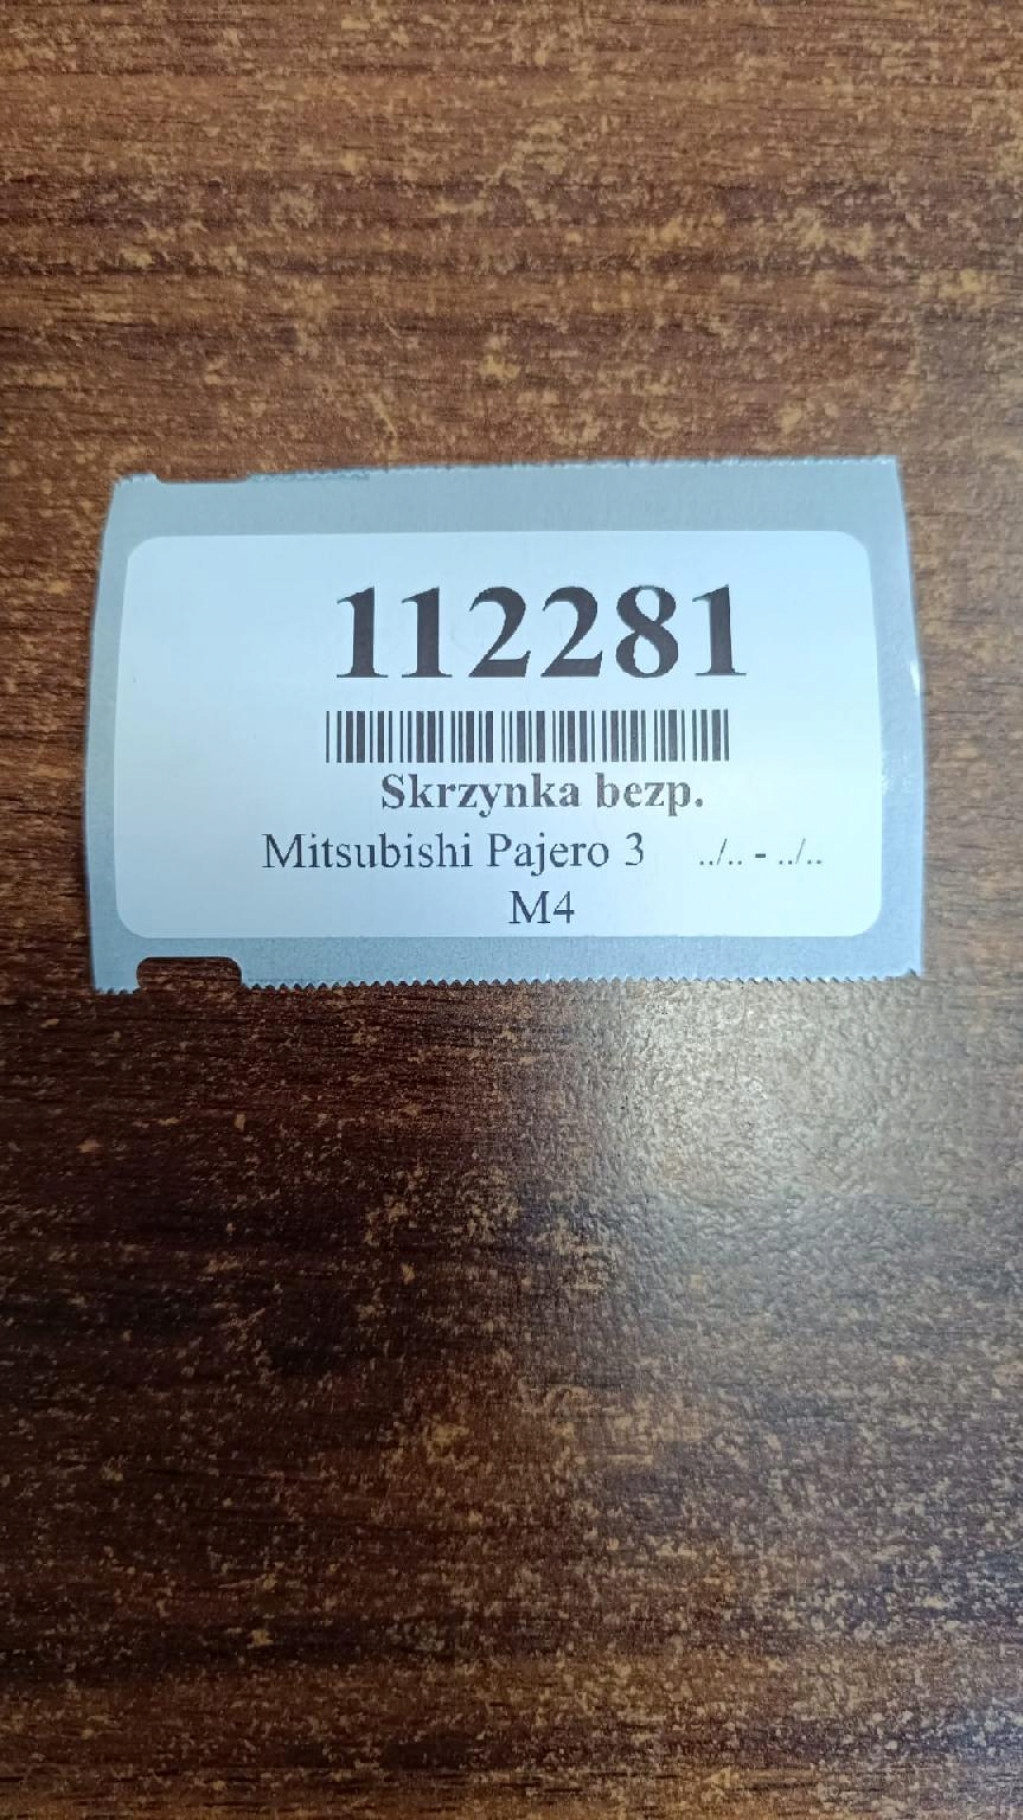 112281
Skrzynka bezp.
Mitsubishi Pajero 3 ../.. - ../..
M4